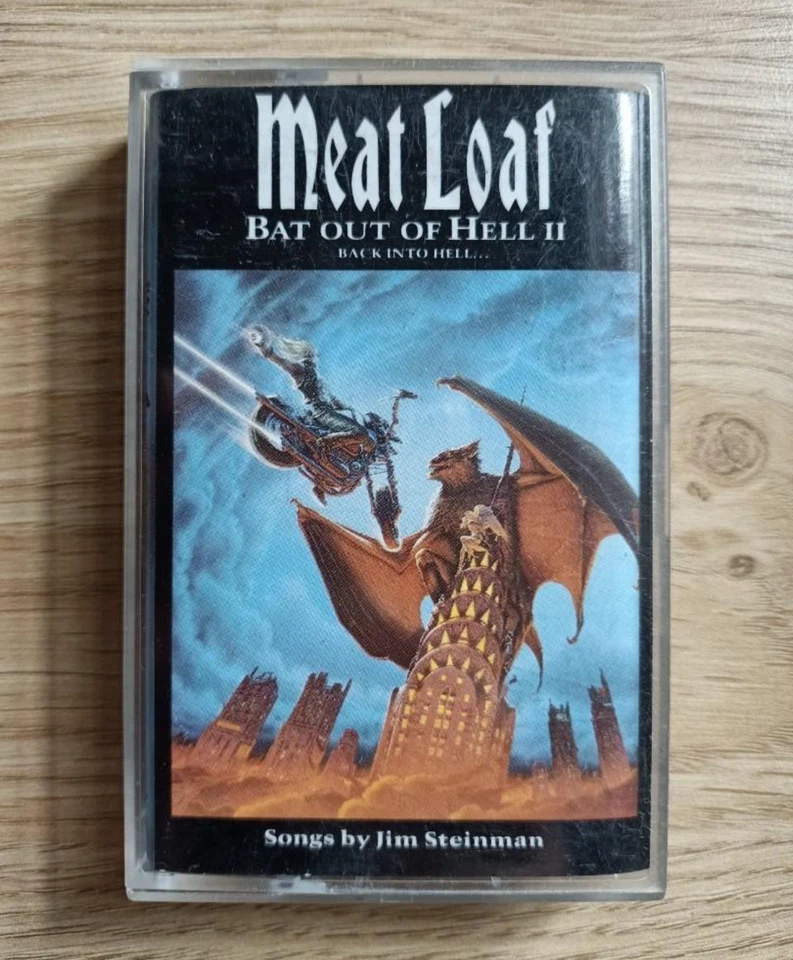 Meat Loaf
BAT OUT OF HELL II
BACK INTO HELL...
Songs by Jim Steinman